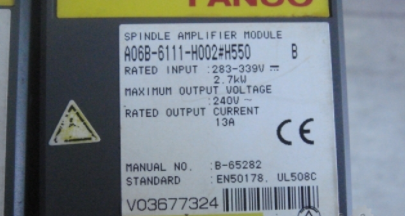 FANUC
SPINDLE AMPLIFIER MODULE
A06B-6111-H002#H550 B
RATED INPUT :283-339V ⎓
2.7kW
MAXIMUM OUTPUT VOLTAGE
:240V ~
RATED OUTPUT CURRENT
13A
CE
MANUAL NO. :B-65282
STANDARD :EN50178, UL508C
V03677324